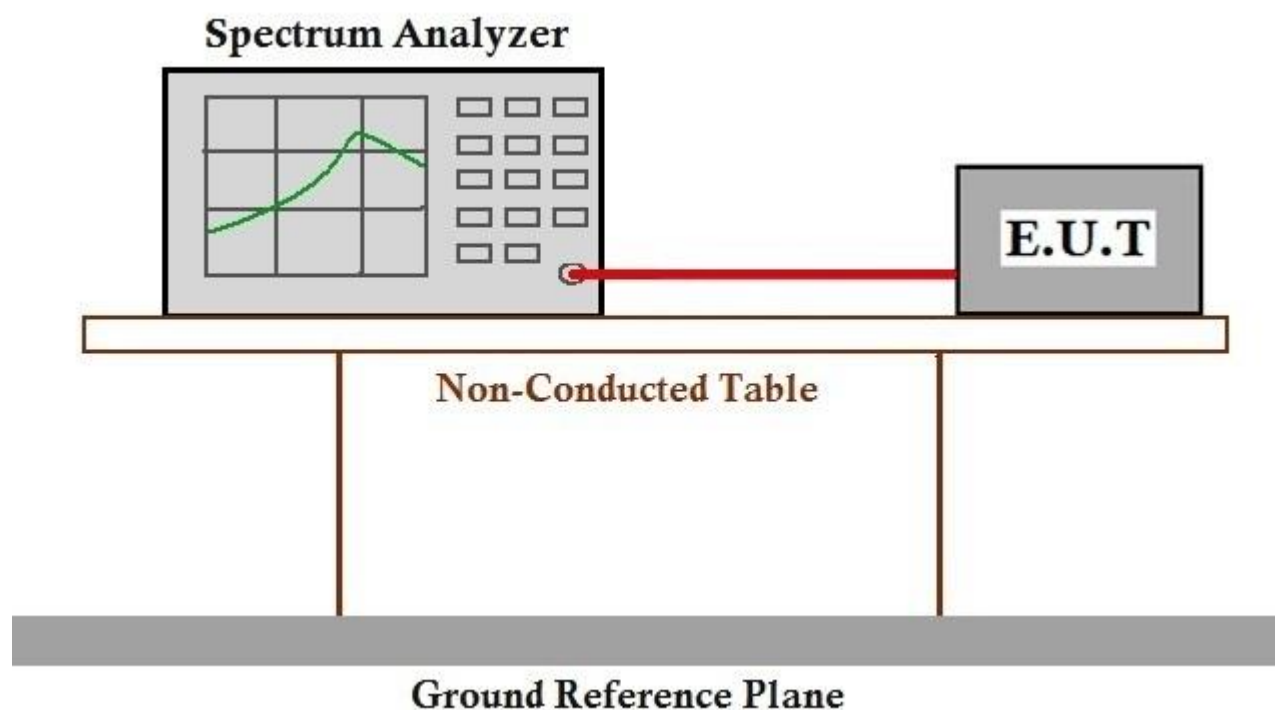 Spectrum Analyzer
E.U.T
Non-Conducted Table
Ground Reference Plane